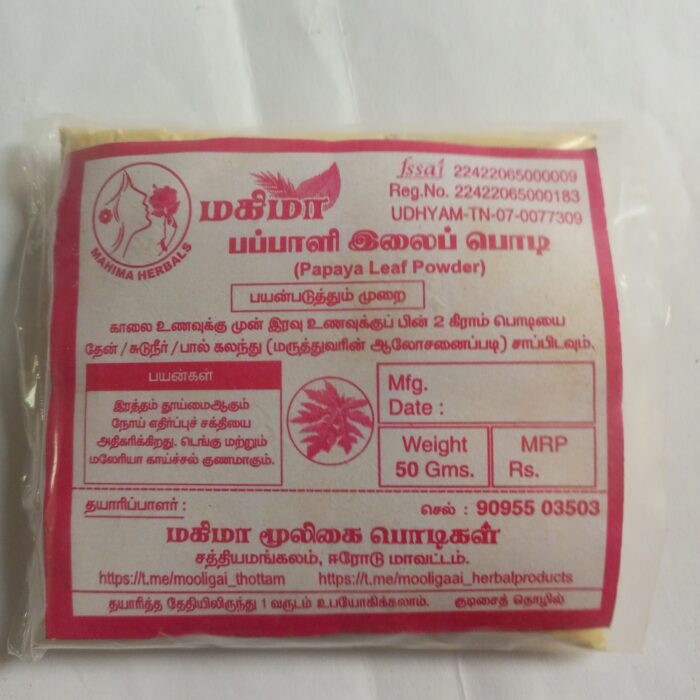 fssai 22422065000009
Reg.No. 22422065000183
UDHYAM-TN-07-0077309
MAHIMA HERBALS
மகிமா
பப்பாளி இலைப் பொடி
(Papaya Leaf Powder)
பயன்படுத்தும் முறை
காலை உணவுக்கு முன் இரவு உணவுக்குப் பின் 2 கிராம் பொடியை
தேன் / சுடுநீர் / பால் கலந்து (மருத்துவரின் ஆலோசனைப்படி) சாப்பிடவும்.
பயன்கள்
இரத்தம் தூய்மைஆகும்
நோய் எதிர்ப்புச் சக்தியை
அதிகரிக்கிறது. டெங்கு மற்றும்
மலேரியா காய்ச்சல் குணமாகும்.
Mfg.
Date :
Weight
50 Gms.
MRP
Rs.
தயாரிப்பாளர் :
செல் : 90955 03503
மகிமா மூலிகை பொடிகள்
சத்தியமங்கலம், ஈரோடு மாவட்டம்.
https://t.me/mooligai_thottam https://t.me/mooligaai_herbalproducts
தயாரித்த தேதியிலிருந்து 1 வருடம் உபயோகிக்கலாம். குடிசைத் தொழில்